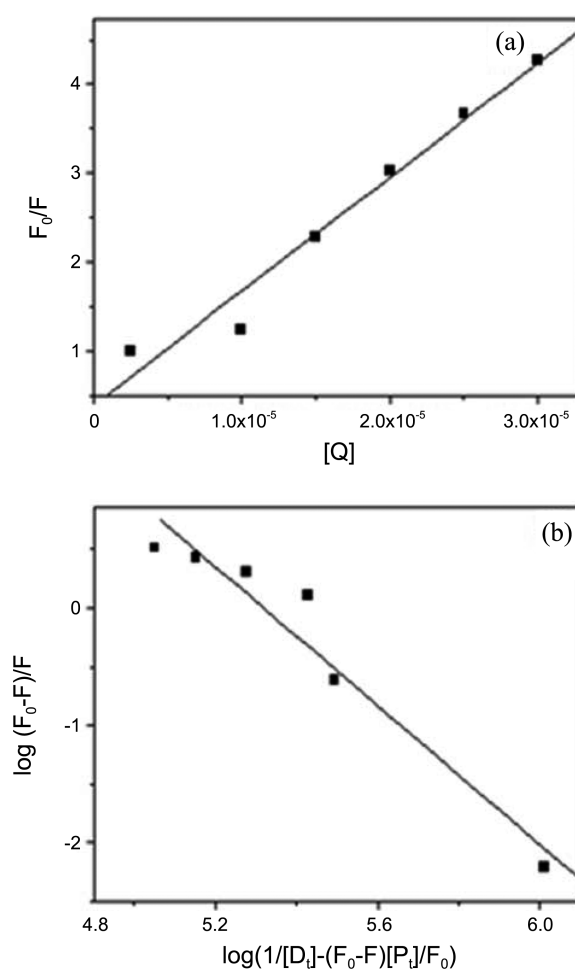 (a)
4
3
2
1
F₀/F
0
1.0x10⁻⁵
2.0x10⁻⁵
3.0x10⁻⁵
[Q]
(b)
0
-1
-2
log (F₀-F)/F
4.8
5.2
5.6
6.0
log(1/[Dₜ]-(F₀-F)[Pₜ]/F₀)